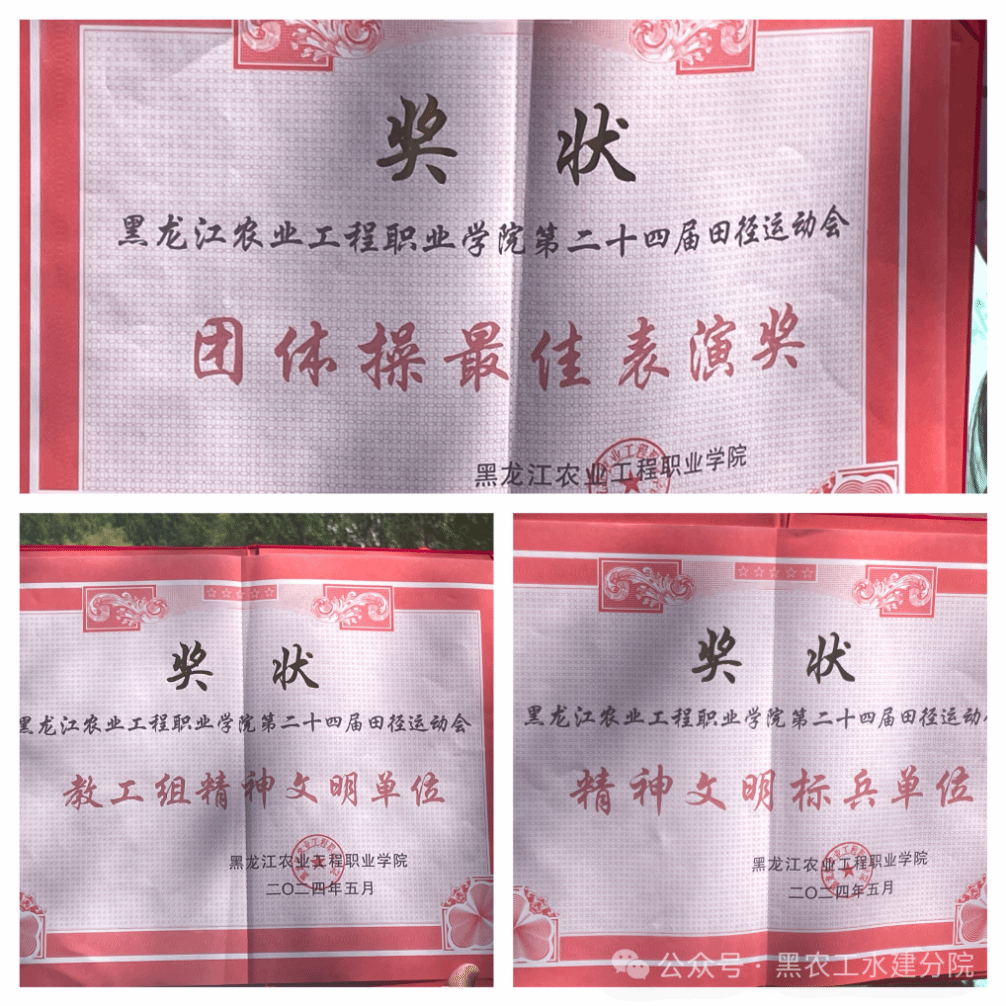 奖 状
黑龙江农业工程职业学院第二十四届田径运动会
团体操最佳表演奖
黑龙江农业工程职业学院
奖 状
黑龙江农业工程职业学院第二十四届田径运动会
教工组精神文明单位
黑龙江农业工程职业学院
二〇二四年五月
奖 状
黑龙江农业工程职业学院第二十四届田径运动
精神文明标兵单位
黑龙江农业工程职业学院
二〇二四年五月
公众号·黑农工水建分院